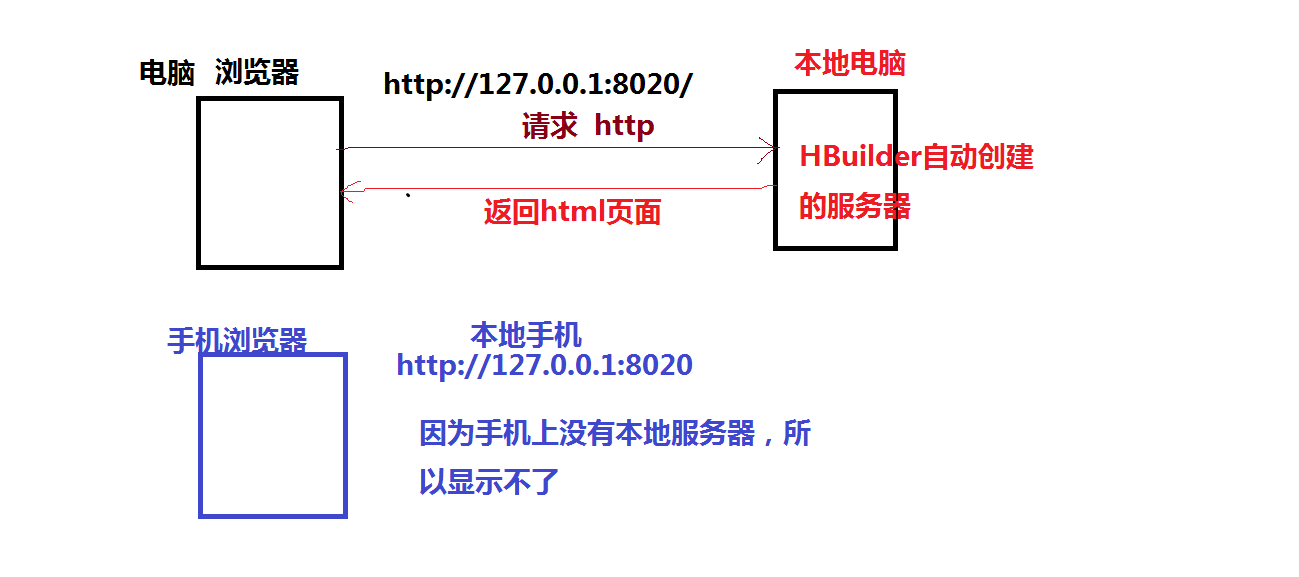 电脑 浏览器
本地电脑
http://127.0.0.1:8020/
请求 http
HBuilder自动创建
的服务器
返回html页面
手机浏览器
本地手机
http://127.0.0.1:8020
因为手机上没有本地服务器，所
以显示不了